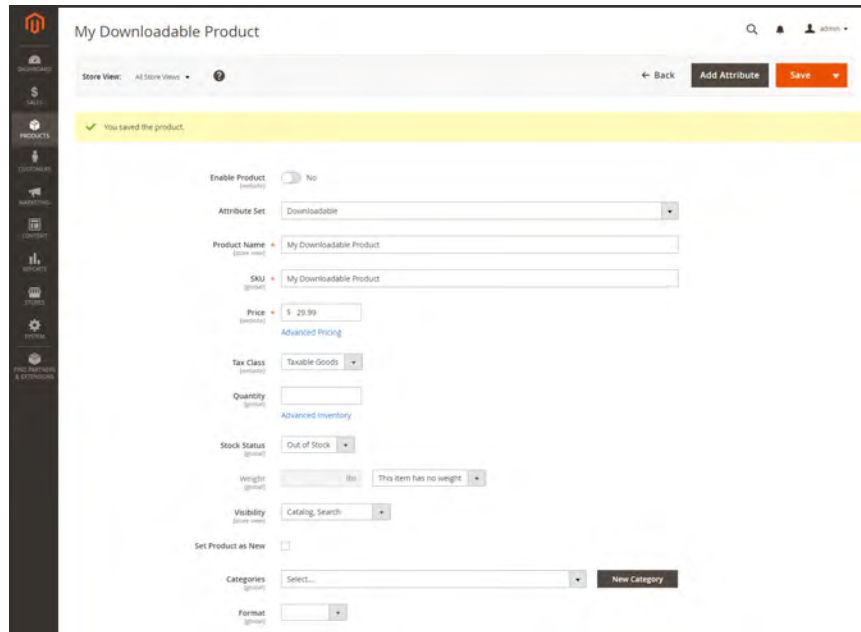 My Downloadable Product
admin
DASHBOARD
Store View: All Store Views
← Back
Add Attribute
Save
$
SALES
PRODUCTS
You saved the product.
CUSTOMERS
Enable Product
[website]
No
MARKETING
Attribute Set
Downloadable
CONTENT
Product Name *
[store view]
My Downloadable Product
REPORTS
SKU *
[global]
My Downloadable Product
STORES
Price *
[website]
$ 29.99
Advanced Pricing
SYSTEM
Tax Class
[website]
Taxable Goods
FIND PARTNERS
& EXTENSIONS
Quantity
[global]
Advanced Inventory
Stock Status
[global]
Out of Stock
Weight
[global]
lbs
This item has no weight
Visibility
[store view]
Catalog, Search
Set Product as New
Categories
[global]
Select...
New Category
Format
[global]